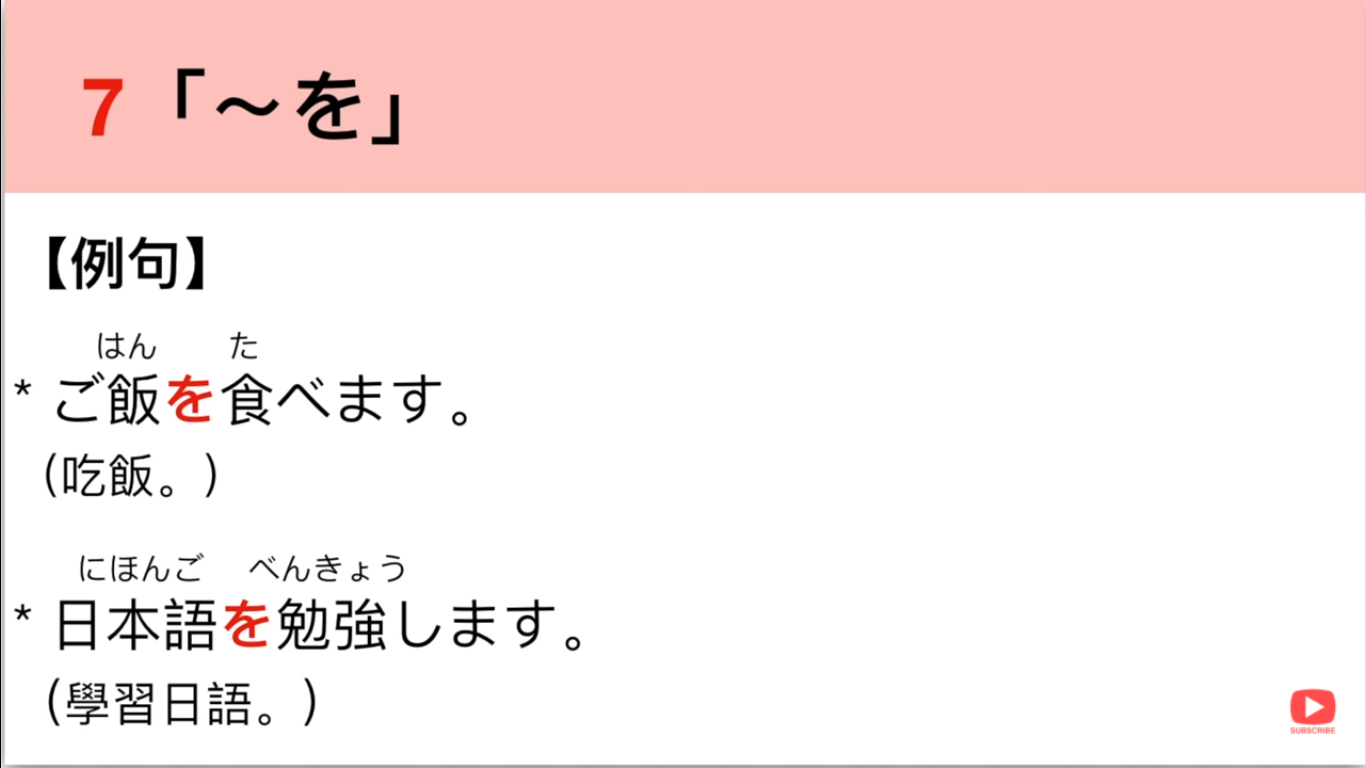 7「～を」
【例句】
はん た
* ご飯を食べます。
（吃飯。）
にほんご べんきょう
* 日本語を勉強します。
（學習日語。）
SUBSCRIBE